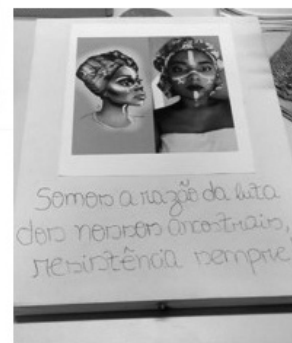 Somos a razão da luta
dos nossos ancestrais,
resistência sempre